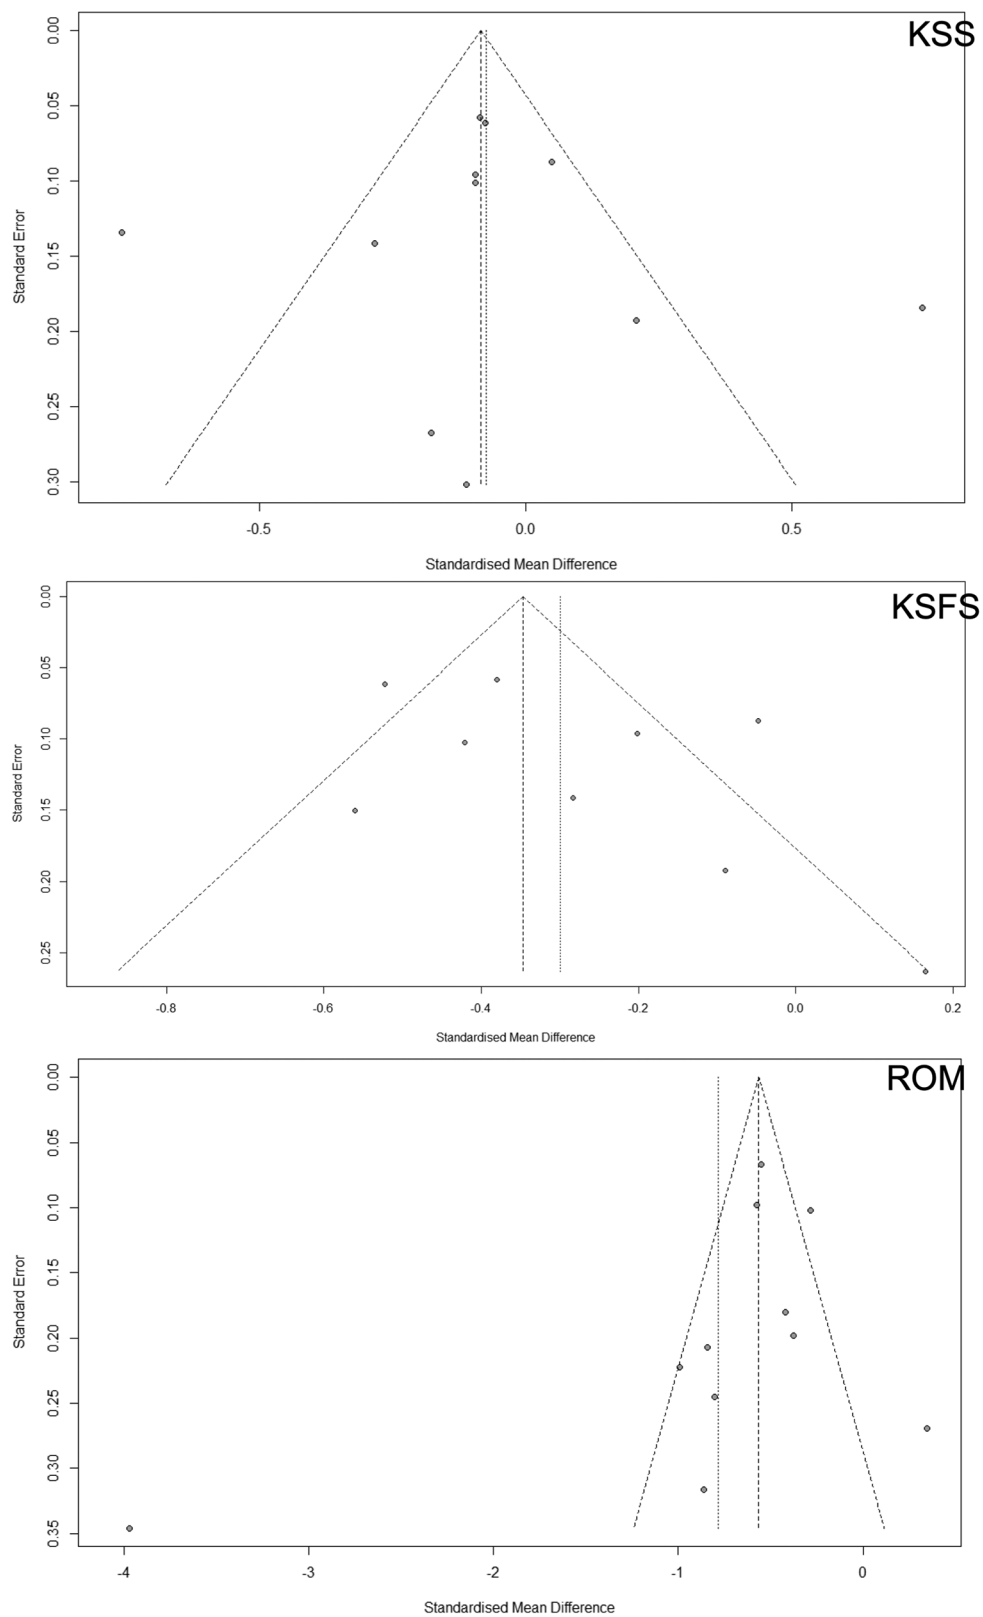 KSS
0.00
0.05
0.10
0.15
0.20
0.25
0.30
Standard Error
-0.5 0.0 0.5
Standardised Mean Difference
KSFS
0.00
0.05
0.10
0.15
0.20
0.25
Standard Error
-0.8 -0.6 -0.4 -0.2 0.0 0.2
Standardised Mean Difference
ROM
0.00
0.05
0.10
0.15
0.20
0.25
0.30
0.35
Standard Error
-4 -3 -2 -1 0
Standardised Mean Difference